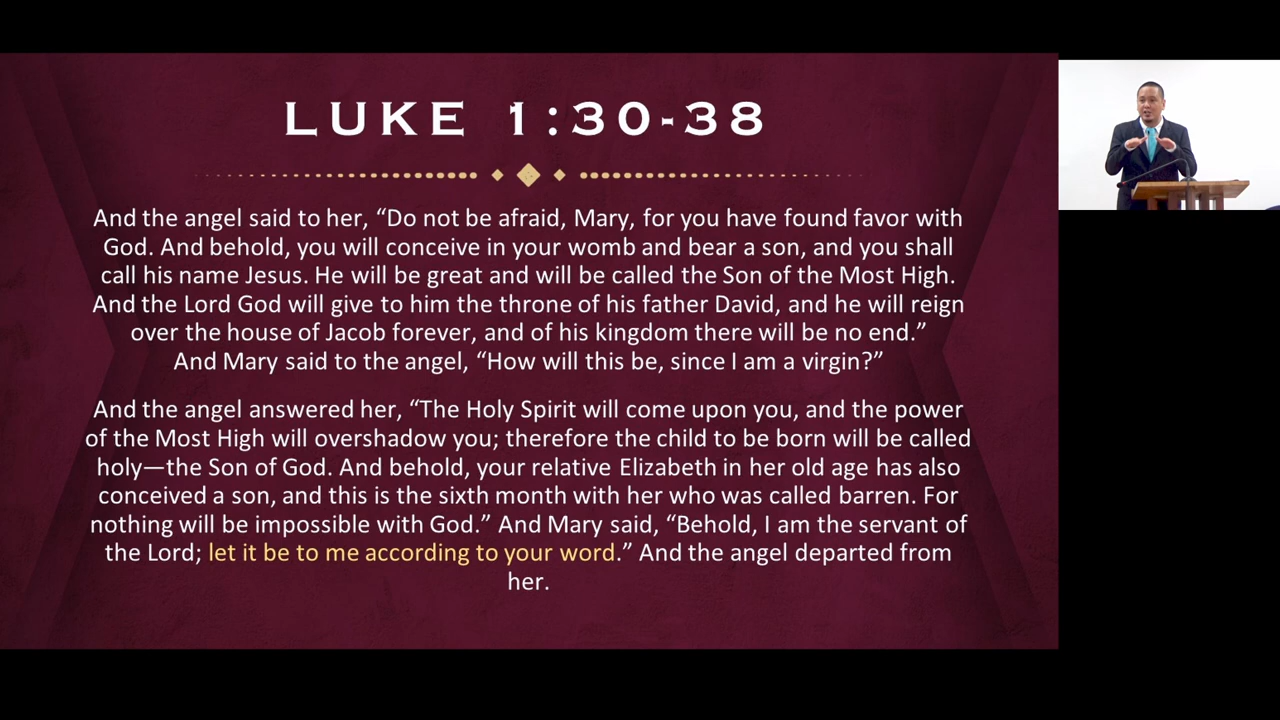 LUKE 1:30-38
And the angel said to her, “Do not be afraid, Mary, for you have found favor with
God. And behold, you will conceive in your womb and bear a son, and you shall
call his name Jesus. He will be great and will be called the Son of the Most High.
And the Lord God will give to him the throne of his father David, and he will reign
over the house of Jacob forever, and of his kingdom there will be no end.”
And Mary said to the angel, “How will this be, since I am a virgin?”
And the angel answered her, “The Holy Spirit will come upon you, and the power
of the Most High will overshadow you; therefore the child to be born will be called
holy—the Son of God. And behold, your relative Elizabeth in her old age has also
conceived a son, and this is the sixth month with her who was called barren. For
nothing will be impossible with God.” And Mary said, “Behold, I am the servant of
the Lord; let it be to me according to your word.” And the angel departed from
her.